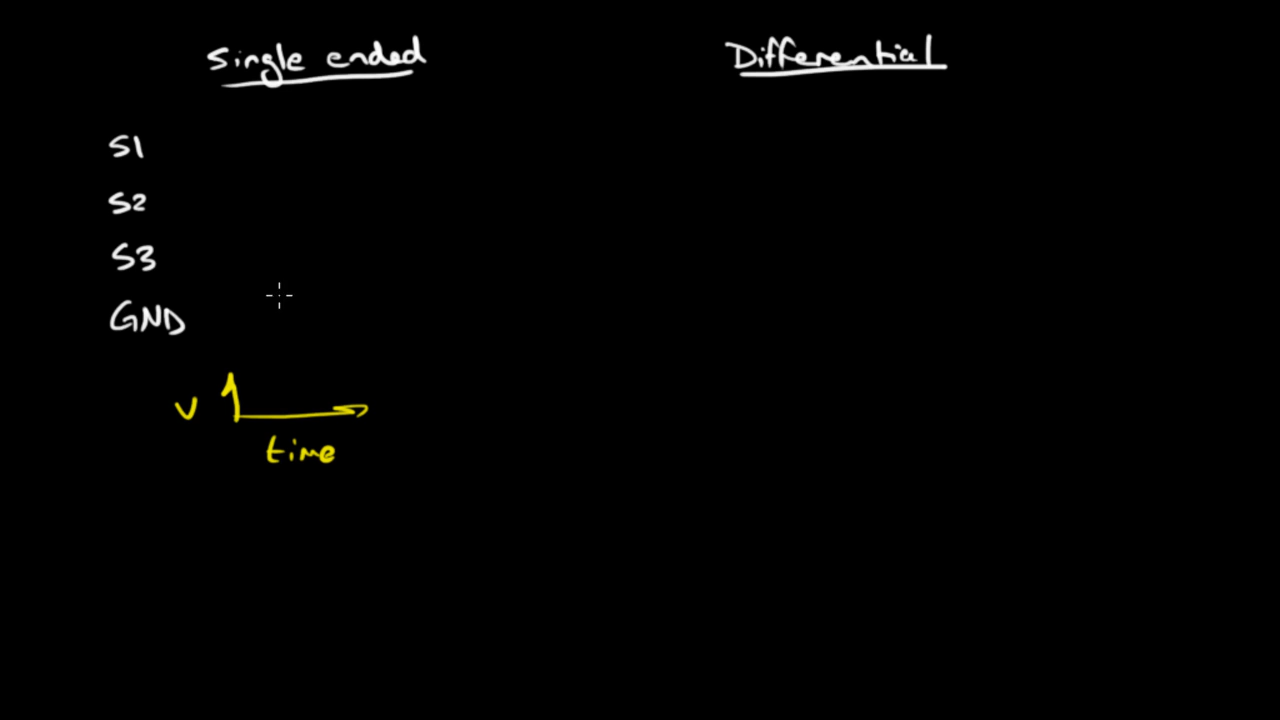 Single ended
Differential
S1
S2
S3
GND
V
time